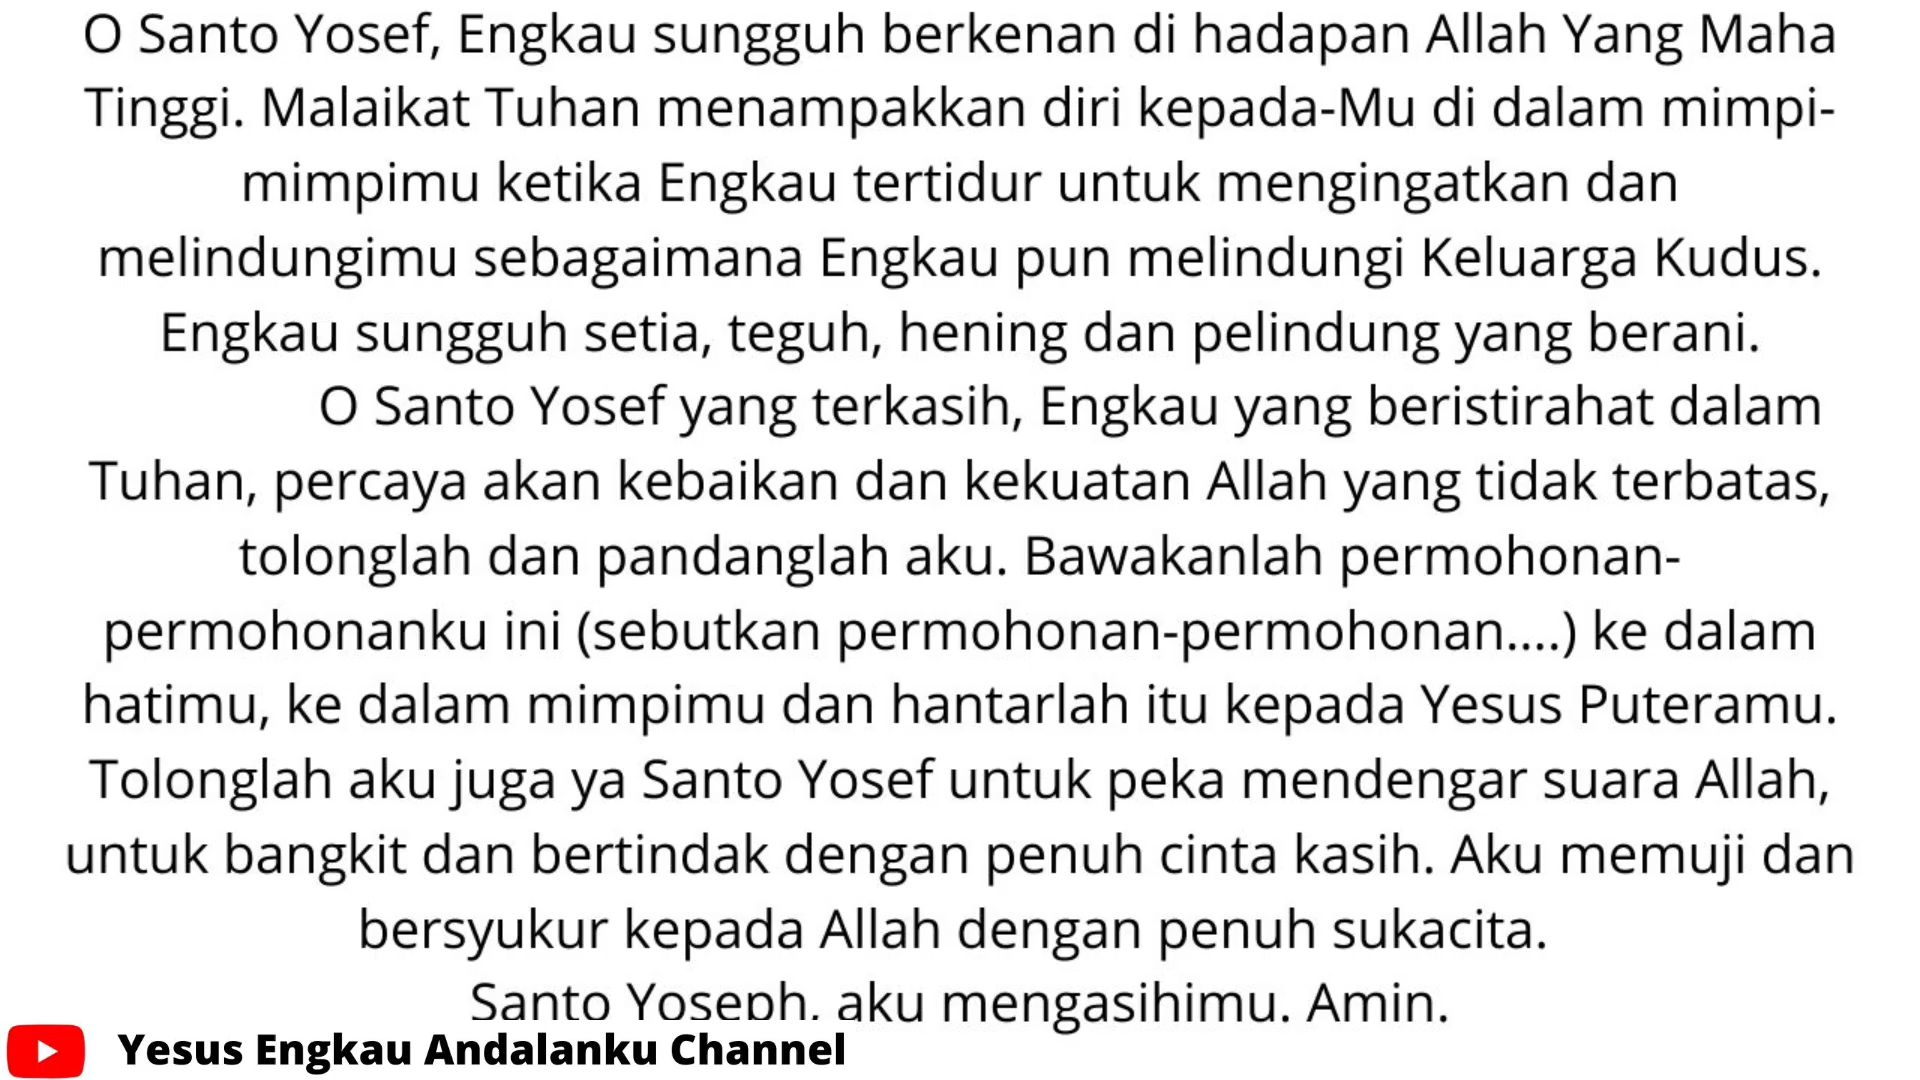 O Santo Yosef, Engkau sungguh berkenan di hadapan Allah Yang Maha
Tinggi. Malaikat Tuhan menampakkan diri kepada-Mu di dalam mimpi-
mimpimu ketika Engkau tertidur untuk mengingatkan dan
melindungimu sebagaimana Engkau pun melindungi Keluarga Kudus.
Engkau sungguh setia, teguh, hening dan pelindung yang berani.
O Santo Yosef yang terkasih, Engkau yang beristirahat dalam
Tuhan, percaya akan kebaikan dan kekuatan Allah yang tidak terbatas,
tolonglah dan pandanglah aku. Bawakanlah permohonan-
permohonanku ini (sebutkan permohonan-permohonan....) ke dalam
hatimu, ke dalam mimpimu dan hantarlah itu kepada Yesus Puteramu.
Tolonglah aku juga ya Santo Yosef untuk peka mendengar suara Allah,
untuk bangkit dan bertindak dengan penuh cinta kasih. Aku memuji dan
bersyukur kepada Allah dengan penuh sukacita.
Santo Yoseph, aku mengasihimu. Amin.
Yesus Engkau Andalanku Channel